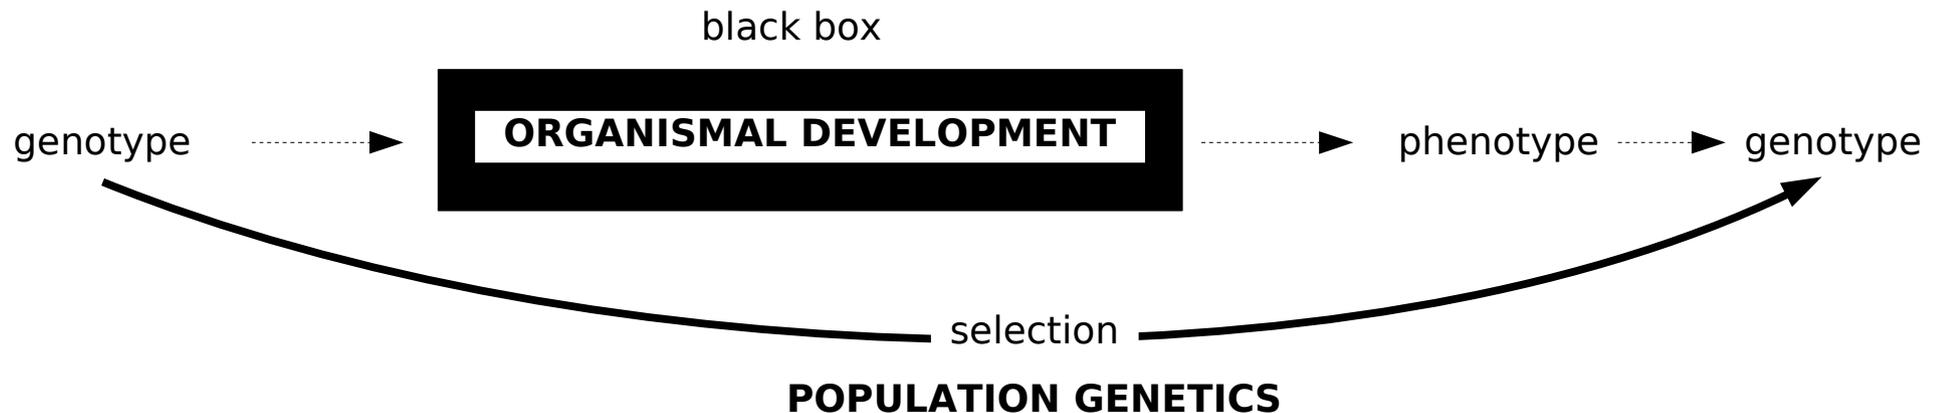 black box
genotype
ORGANISMAL DEVELOPMENT
phenotype
genotype
selection
POPULATION GENETICS